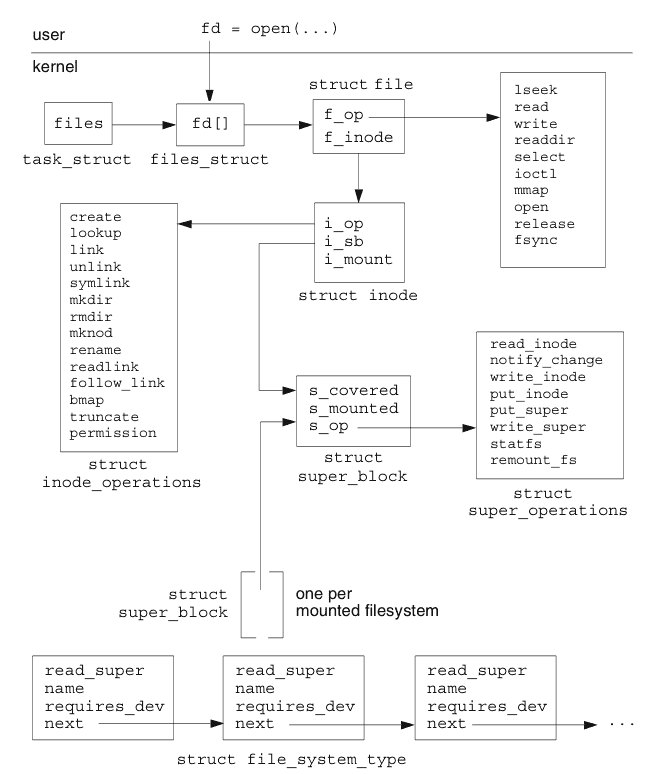 user
fd = open(...)
kernel
files
task_struct
fd[]
files_struct
struct file
f_op
f_inode
lseek
read
write
readdir
select
ioctl
mmap
open
release
fsync
create
lookup
link
unlink
symlink
mkdir
rmdir
mknod
rename
readlink
follow_link
bmap
truncate
permission
struct
inode_operations
i_op
i_sb
i_mount
struct inode
s_covered
s_mounted
s_op
struct
super_block
read_inode
notify_change
write_inode
put_inode
put_super
write_super
statfs
remount_fs
struct
super_operations
struct
super_block
one per
mounted filesystem
read_super
name
requires_dev
next
read_super
name
requires_dev
next
read_super
name
requires_dev
next
...
struct file_system_type